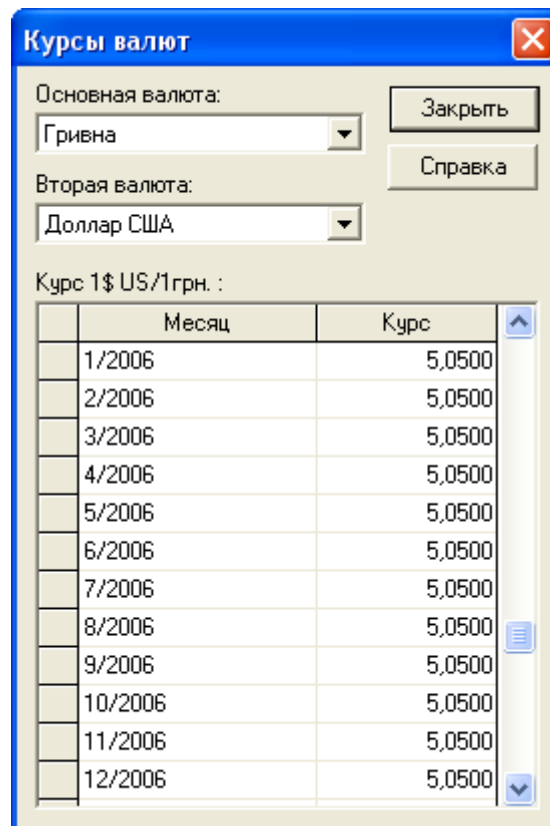 Курсы валют
Основная валюта:
Гривна
Закрыть
Справка
Вторая валюта:
Доллар США
Курс 1$ US/1грн. :
Месяц Курс
1/2006 5,0500
2/2006 5,0500
3/2006 5,0500
4/2006 5,0500
5/2006 5,0500
6/2006 5,0500
7/2006 5,0500
8/2006 5,0500
9/2006 5,0500
10/2006 5,0500
11/2006 5,0500
12/2006 5,0500